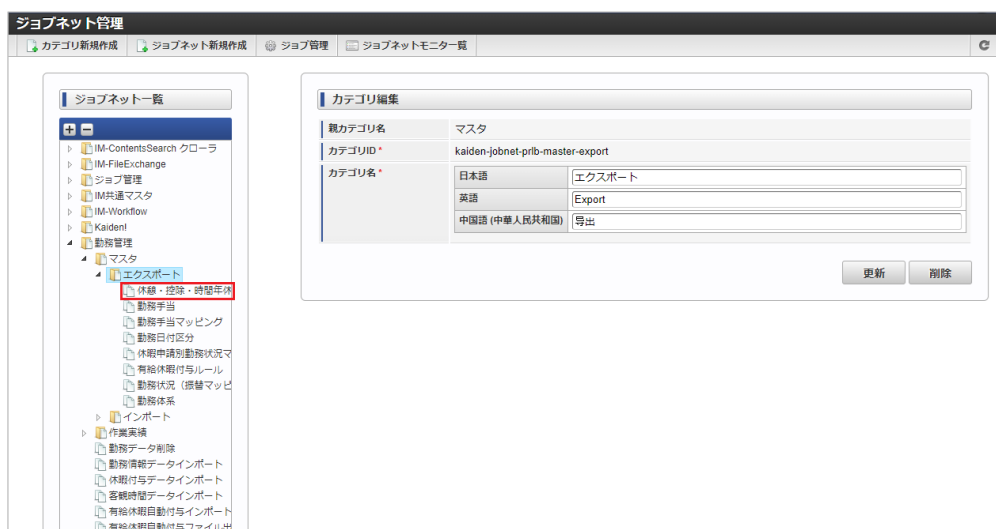 ジョブネット管理
カテゴリ新規作成 ジョブネット新規作成 ジョブ管理 ジョブネットモニタ一覧
ジョブネット一覧
IM-ContentsSearch クローラ
IM-FileExchange
ジョブ管理
IM共通マスタ
IM-Workflow
Kaiden!
勤務管理
マスタ
エクスポート
休憩・控除・時間年休
勤務手当
勤務手当マッピング
勤務日付区分
休暇申請別勤務状況マ
有給休暇付与ルール
勤務状況（振替マッピ
勤務体系
インポート
作業実績
勤務データ削除
勤務情報データインポート
休暇付与データインポート
客観時間データインポート
有給休暇自動付与インポート
有給休暇自動付与ファイル出
カテゴリ編集
親カテゴリ名 マスタ
カテゴリID * kaiden-jobnet-prlb-master-export
カテゴリ名 *
日本語 エクスポート
英語 Export
中国語 (中華人民共和国) 导出
更新 削除